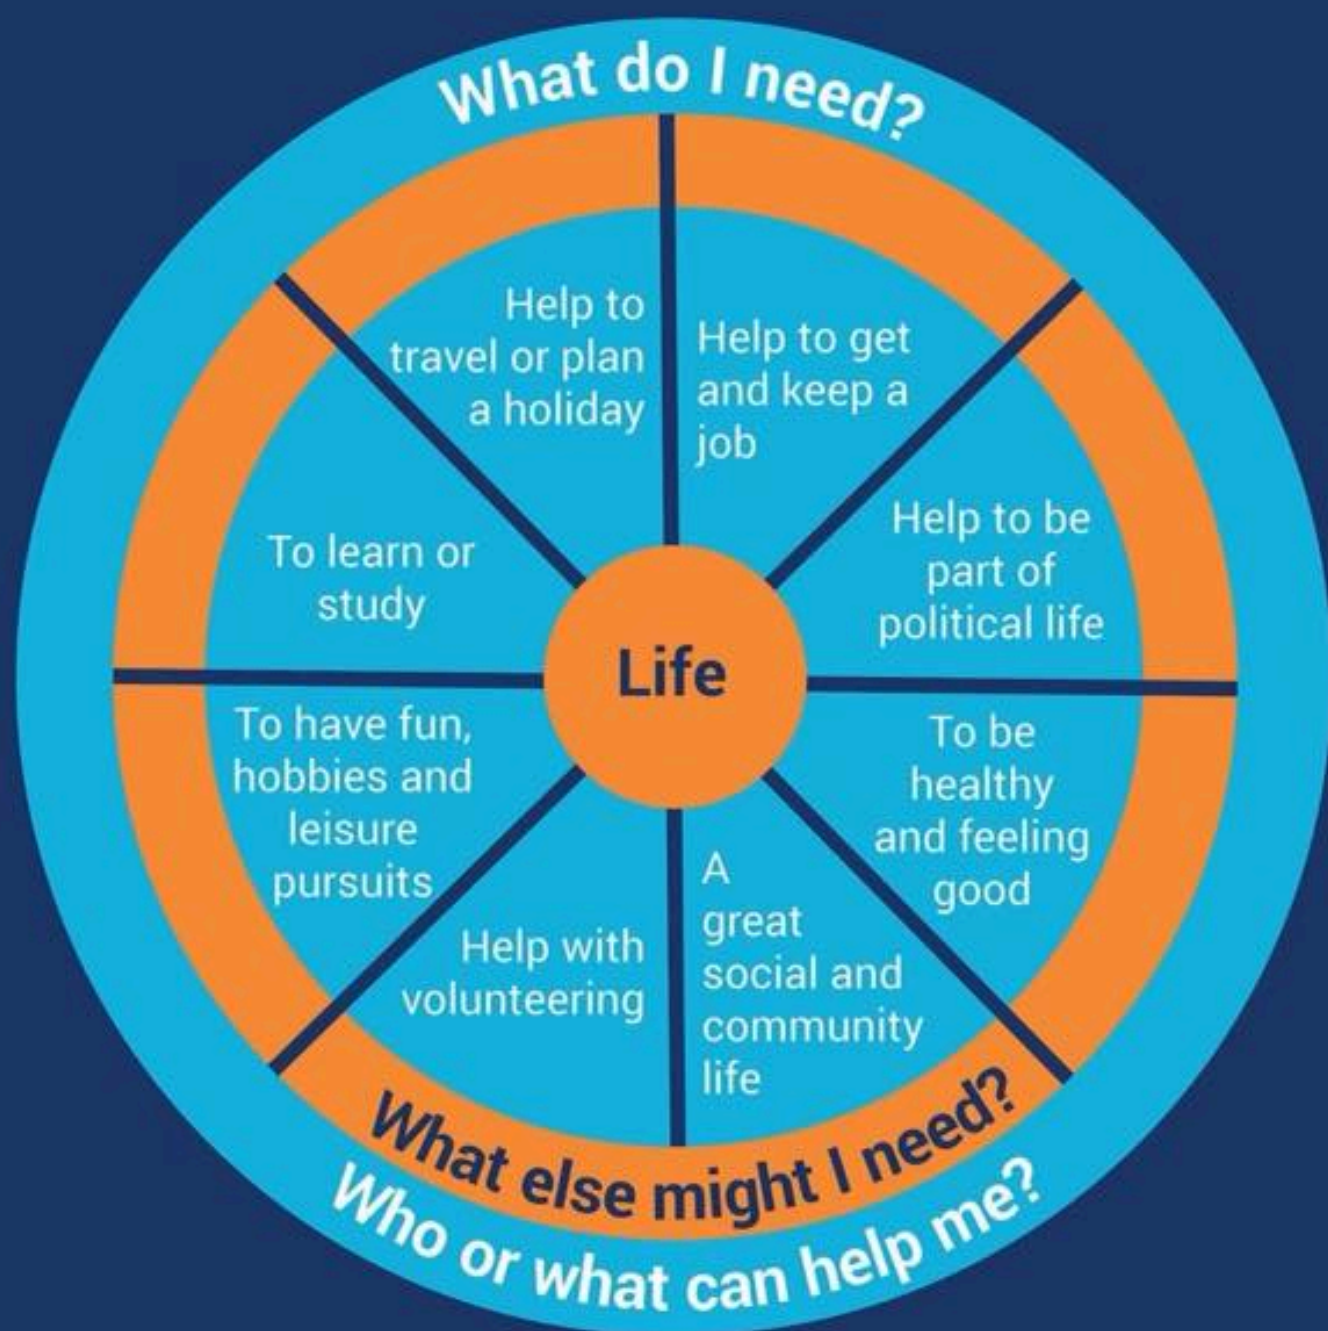 What do I need?
Help to
travel or plan
a holiday
Help to get
and keep a
job
Help to be
part of
political life
To be
healthy
and feeling
good
A
great
social and
community
life
Help with
volunteering
To have fun,
hobbies and
leisure
pursuits
To learn or
study
Life
What else might I need?
Who or what can help me?